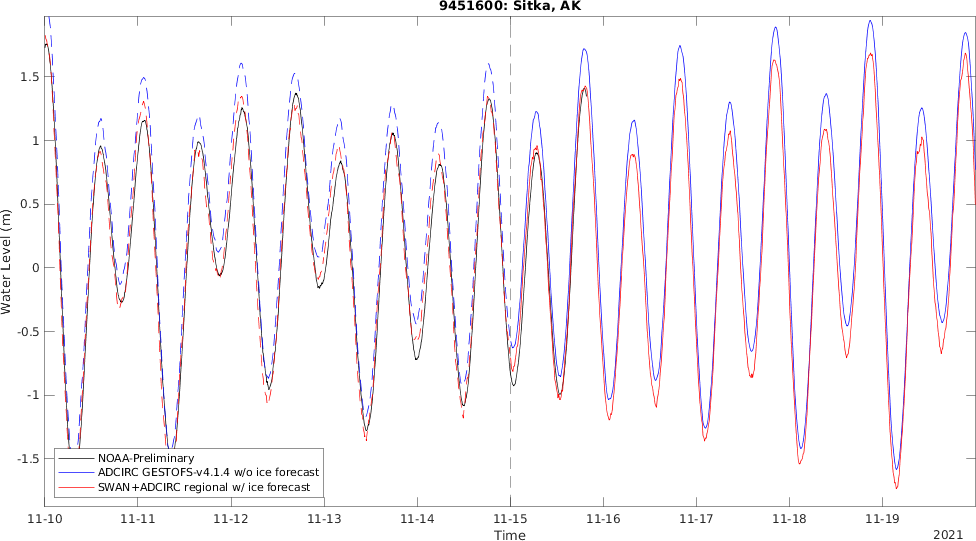 9451600: Sitka, AK
Water Level (m)
1.5
1
0.5
0
-0.5
-1
-1.5
NOAA-Preliminary
ADCIRC GESTOFS-v4.1.4 w/o ice forecast
SWAN+ADCIRC regional w/ ice forecast
11-10 11-11 11-12 11-13 11-14 11-15 11-16 11-17 11-18 11-19
Time
2021